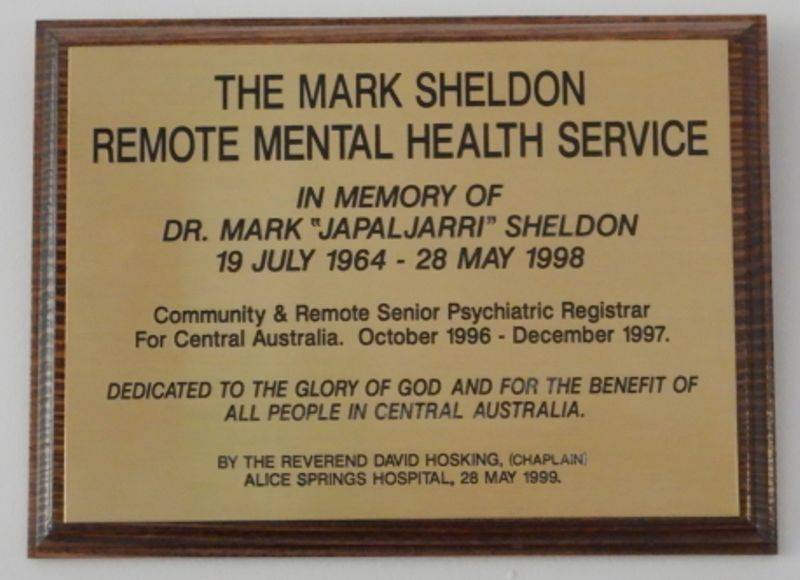 THE MARK SHELDON
REMOTE MENTAL HEALTH SERVICE
IN MEMORY OF
DR. MARK "JAPALJARRI" SHELDON
19 JULY 1964 - 28 MAY 1998
Community & Remote Senior Psychiatric Registrar
For Central Australia. October 1996 - December 1997.
DEDICATED TO THE GLORY OF GOD AND FOR THE BENEFIT OF
ALL PEOPLE IN CENTRAL AUSTRALIA.
BY THE REVEREND DAVID HOSKING, (CHAPLAIN)
ALICE SPRINGS HOSPITAL, 28 MAY 1999.